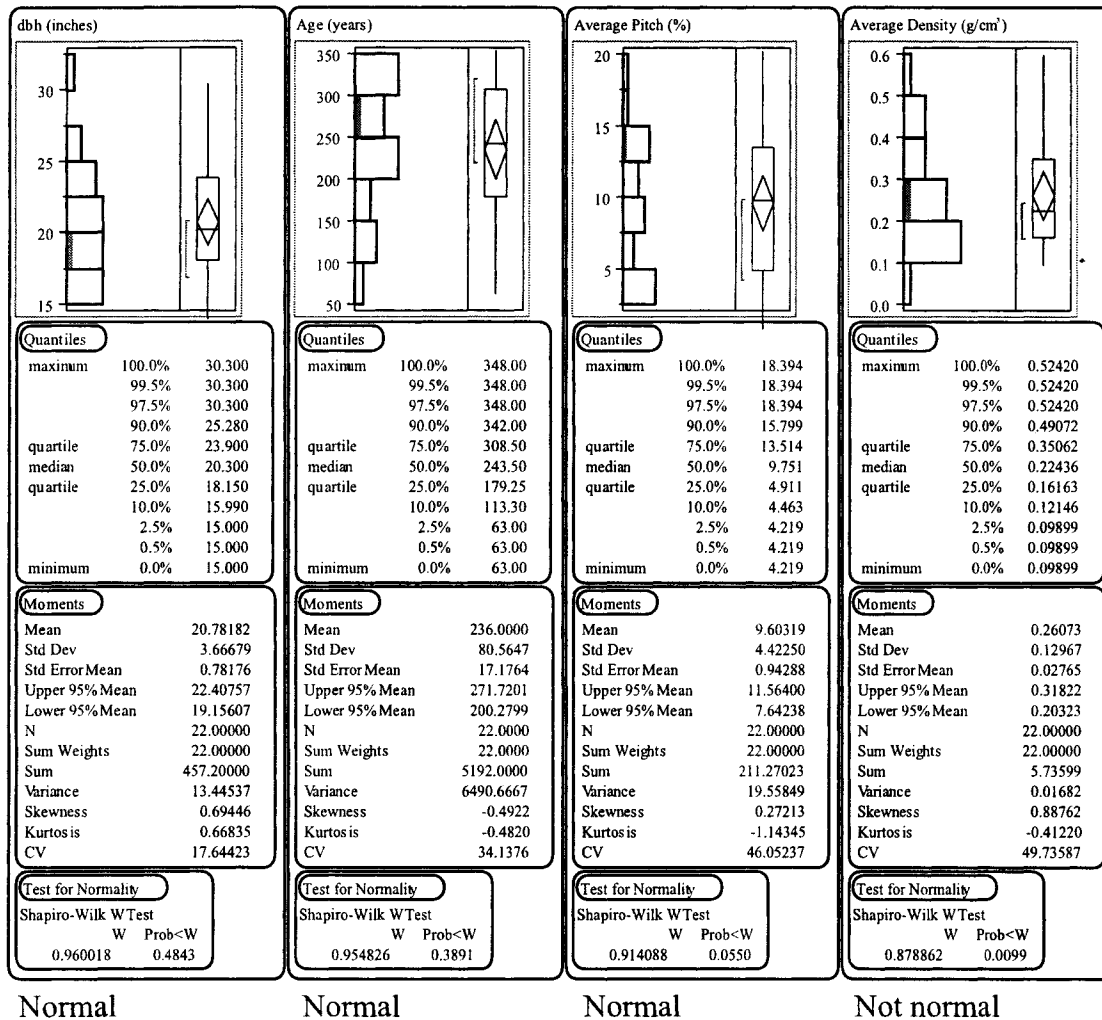 dbh (inches)
30
25
20
15
Quantiles
maximum 100.0% 30.300
99.5% 30.300
97.5% 30.300
90.0% 25.280
quartile 75.0% 23.900
median 50.0% 20.300
quartile 25.0% 18.150
10.0% 15.990
2.5% 15.000
0.5% 15.000
minimum 0.0% 15.000
Moments
Mean 20.78182
Std Dev 3.66679
Std Error Mean 0.78176
Upper 95% Mean 22.40757
Lower 95% Mean 19.15607
N 22.00000
Sum Weights 22.00000
Sum 457.20000
Variance 13.44537
Skewness 0.69446
Kurtosis 0.66835
CV 17.64423
Test for Normality
Shapiro-Wilk W Test
W Prob<W
0.960018 0.4843
Normal
Age (years)
350
300
250
200
150
100
50
Quantiles
maximum 100.0% 348.00
99.5% 348.00
97.5% 348.00
90.0% 342.00
quartile 75.0% 308.50
median 50.0% 243.50
quartile 25.0% 179.25
10.0% 113.30
2.5% 63.00
0.5% 63.00
minimum 0.0% 63.00
Moments
Mean 236.0000
Std Dev 80.5647
Std Error Mean 17.1764
Upper 95% Mean 271.7201
Lower 95% Mean 200.2799
N 22.0000
Sum Weights 22.0000
Sum 5192.0000
Variance 6490.6667
Skewness -0.4922
Kurtosis -0.4820
CV 34.1376
Test for Normality
Shapiro-Wilk W Test
W Prob<W
0.954826 0.3891
Normal
Average Pitch (%)
20
15
10
5
Quantiles
maximum 100.0% 18.394
99.5% 18.394
97.5% 18.394
90.0% 15.799
quartile 75.0% 13.514
median 50.0% 9.751
quartile 25.0% 4.911
10.0% 4.463
2.5% 4.219
0.5% 4.219
minimum 0.0% 4.219
Moments
Mean 9.60319
Std Dev 4.42250
Std Error Mean 0.94288
Upper 95% Mean 11.56400
Lower 95% Mean 7.64238
N 22.00000
Sum Weights 22.00000
Sum 211.27023
Variance 19.55849
Skewness 0.27213
Kurtosis -1.14345
CV 46.05237
Test for Normality
Shapiro-Wilk W Test
W Prob<W
0.914088 0.0550
Normal
Average Density (g/cm³)
0.6
0.5
0.4
0.3
0.2
0.1
0.0
Quantiles
maximum 100.0% 0.52420
99.5% 0.52420
97.5% 0.52420
90.0% 0.49072
quartile 75.0% 0.35062
median 50.0% 0.22436
quartile 25.0% 0.16163
10.0% 0.12146
2.5% 0.09899
0.5% 0.09899
minimum 0.0% 0.09899
Moments
Mean 0.26073
Std Dev 0.12967
Std Error Mean 0.02765
Upper 95% Mean 0.31822
Lower 95% Mean 0.20323
N 22.00000
Sum Weights 22.00000
Sum 5.73599
Variance 0.01682
Skewness 0.88762
Kurtosis -0.41220
CV 49.73587
Test for Normality
Shapiro-Wilk W Test
W Prob<W
0.878862 0.0099
Not normal